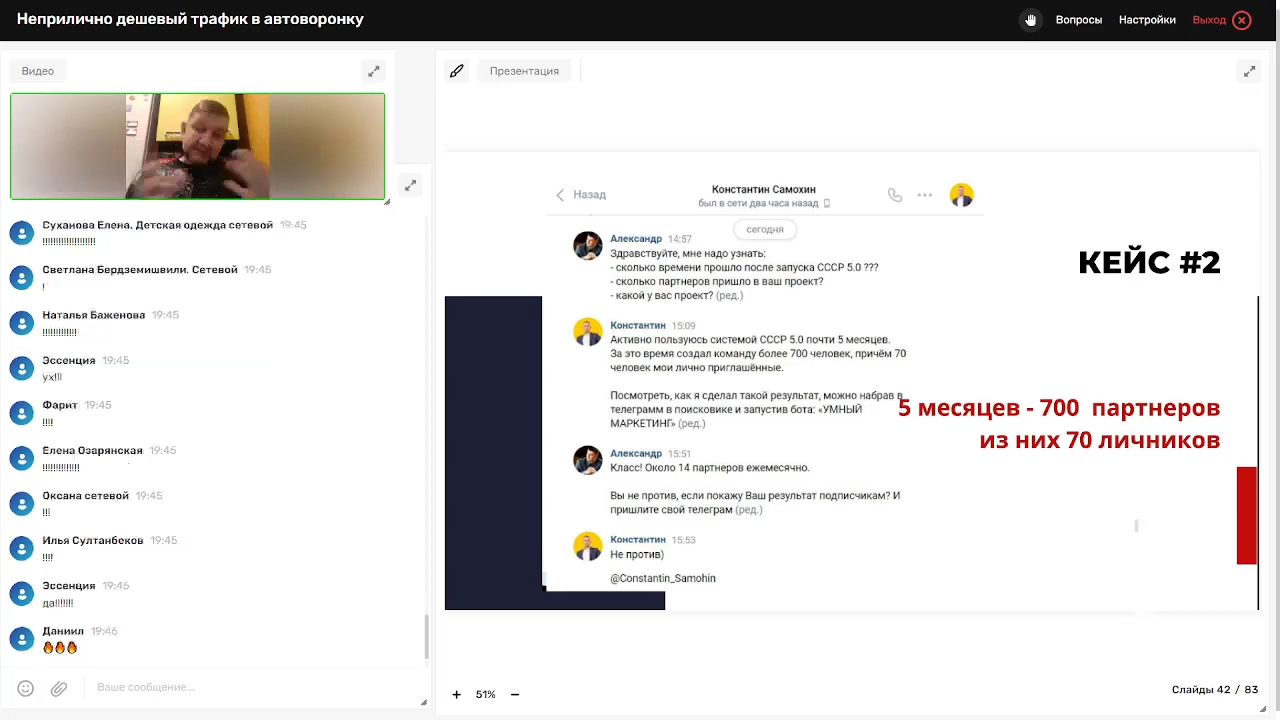 Неприлично дешевый трафик в автоворонку
Вопросы
Настройки
Выход
Видео
Суханова Елена. Детская одежда сетевой 19:45
!!!!!!!!!!!!!!!!!!!!
Светлана Бердземишвили. Сетевой 19:45
!
Наталья Баженова 19:45
!!!!!!!!!!!!!
Эссенция 19:45
ух!!!
Фарит 19:45
!!!!
Елена Озарянская 19:45
!!!!!!!!!!!!!!
Оксана сетевой 19:45
!!!
Илья Султанбеков 19:45
!!!!
Эссенция 19:45
да!!!!!!!
Даниил 19:46
🔥🔥🔥
Ваше сообщение...
Презентация
Назад
Константин Самохин
был в сети два часа назад
сегодня
Александр 14:57
Здравствуйте, мне надо узнать:
- сколько времени прошло после запуска СССР 5.0 ???
- сколько партнеров пришло в ваш проект?
- какой у вас проект? (ред.)
Константин 15:09
Активно пользуюсь системой СССР 5.0 почти 5 месяцев.
За это время создал команду более 700 человек, причём 70
человек мои лично приглашённые.
Посмотреть, как я сделал такой результат, можно набрав в
телеграмм в поисковике и запустив бота: «УМНЫЙ
МАРКЕТИНГ» (ред.)
Александр 15:51
Класс! Около 14 партнеров ежемесячно.
Вы не против, если покажу Ваш результат подписчикам? И
пришлите свой телеграм (ред.)
Константин 15:53
Не против)
@Constantin_Samohin
КЕЙС #2
5 месяцев - 700 партнеров
из них 70 личников
+ 51% −
Слайды 42 / 83